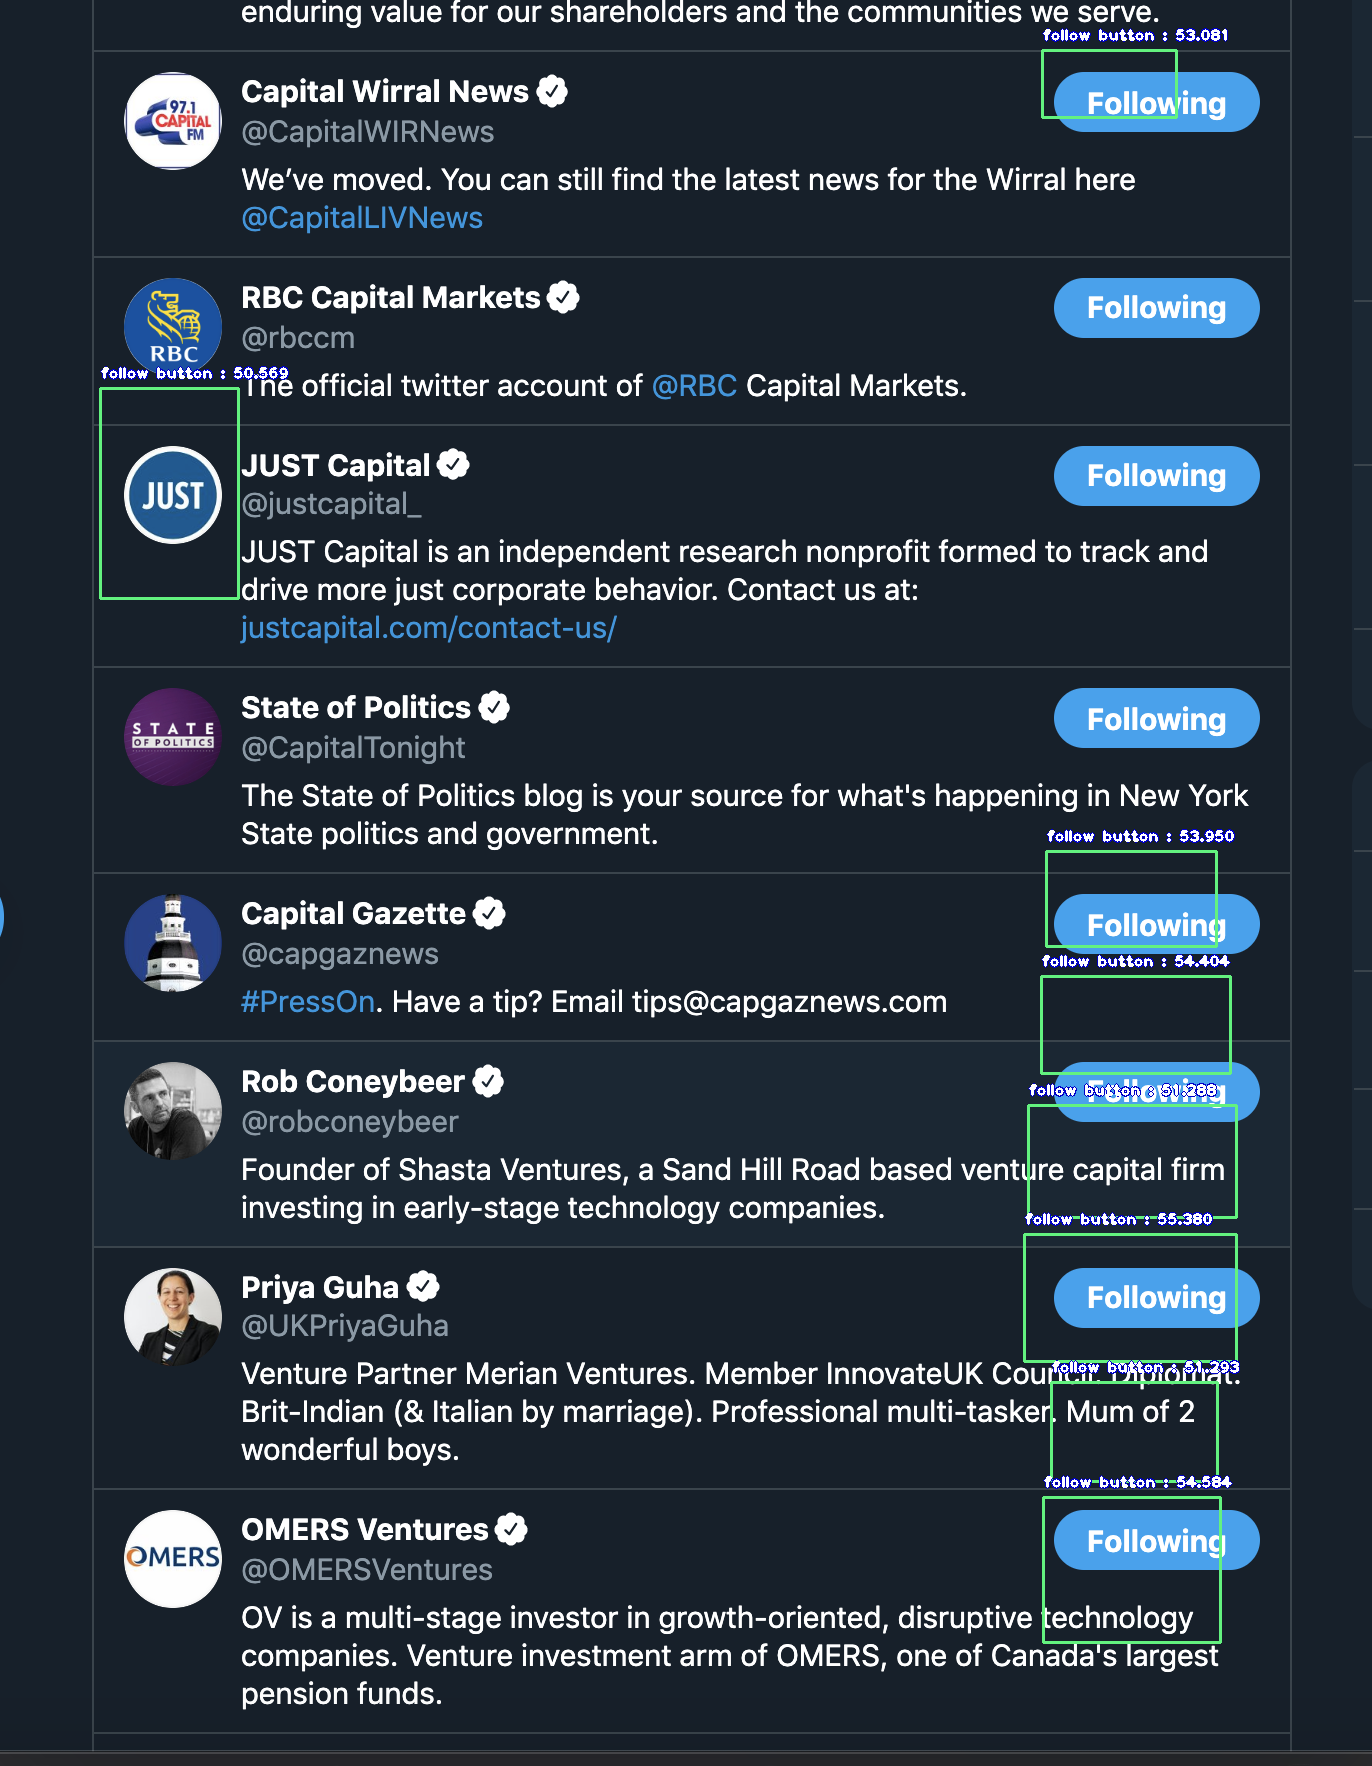 enduring value for our shareholders and the communities we serve.
follow button : 53.081
97.1
CAPITAL
FM
Capital Wirral News
Following
@CapitalWIRNews
We’ve moved. You can still find the latest news for the Wirral here
@CapitalLIVNews
RBC
RBC Capital Markets
Following
@rbccm
follow button : 50.569
The official twitter account of @RBC Capital Markets.
JUST
JUST Capital
Following
@justcapital_
JUST Capital is an independent research nonprofit formed to track and
drive more just corporate behavior. Contact us at:
justcapital.com/contact-us/
STATE
OF POLITICS
State of Politics
Following
@CapitalTonight
The State of Politics blog is your source for what's happening in New York
State politics and government.
follow button : 53.950
Capital Gazette
Following
@capgaznews
follow button : 54.404
#PressOn. Have a tip? Email tips@capgaznews.com
Rob Coneybeer
Following
follow button : 51.288
@robconeybeer
Founder of Shasta Ventures, a Sand Hill Road based venture capital firm
investing in early-stage technology companies.
follow button : 55.380
Priya Guha
Following
@UKPriyaGuha
follow button : 51.293
Venture Partner Merian Ventures. Member InnovateUK Council. Diplomat.
Brit-Indian (& Italian by marriage). Professional multi-tasker. Mum of 2
wonderful boys.
follow button : 54.584
OMERS
OMERS Ventures
Following
@OMERSVentures
OV is a multi-stage investor in growth-oriented, disruptive technology
companies. Venture investment arm of OMERS, one of Canada's largest
pension funds.